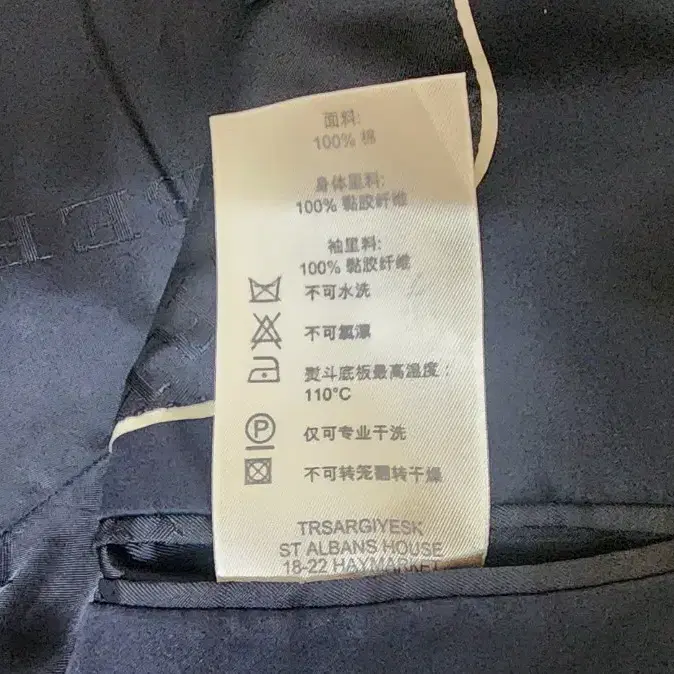 面料:
100% 棉
身体里料:
100% 黏胶纤维
袖里料:
100% 黏胶纤维
不可水洗
不可氯漂
熨斗底板最高温度:
110°C
P 仅可专业干洗
不可转笼翻转干燥
TRSARGIYESK
ST ALBANS HOUSE
18-22 HAYMARKET